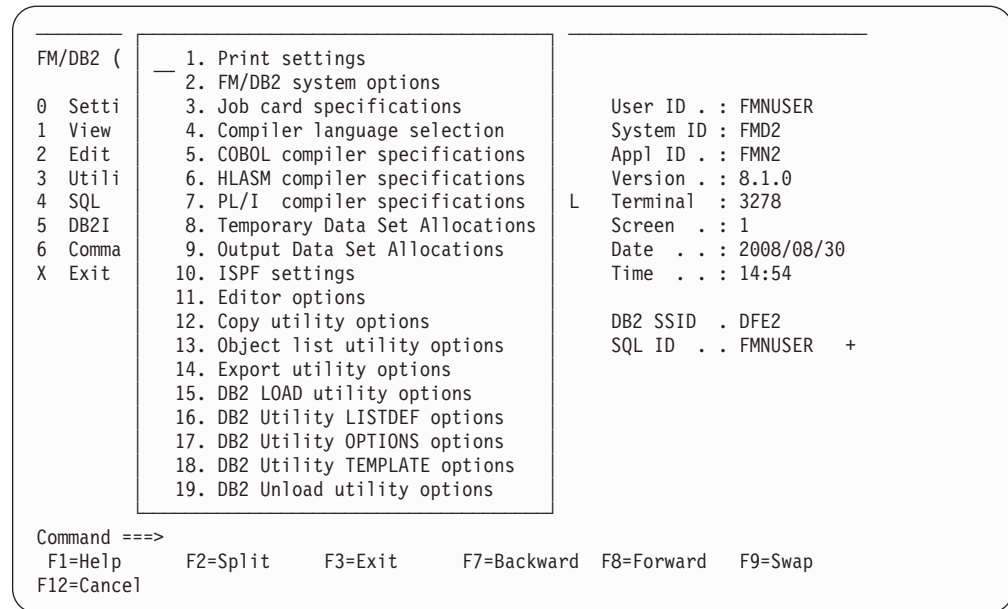 FM/DB2 ( __ 1. Print settings
2. FM/DB2 system options
0 Setti 3. Job card specifications User ID . : FMNUSER
1 View 4. Compiler language selection System ID : FMD2
2 Edit 5. COBOL compiler specifications Appl ID . : FMN2
3 Utili 6. HLASM compiler specifications Version . : 8.1.0
4 SQL 7. PL/I compiler specifications L Terminal : 3278
5 DB2I 8. Temporary Data Set Allocations Screen . : 1
6 Comma 9. Output Data Set Allocations Date . . : 2008/08/30
X Exit 10. ISPF settings Time . . : 14:54
11. Editor options
12. Copy utility options DB2 SSID . DFE2
13. Object list utility options SQL ID . . FMNUSER +
14. Export utility options
15. DB2 LOAD utility options
16. DB2 Utility LISTDEF options
17. DB2 Utility OPTIONS options
18. DB2 Utility TEMPLATE options
19. DB2 Unload utility options
Command ===>
F1=Help F2=Split F3=Exit F7=Backward F8=Forward F9=Swap
F12=Cancel